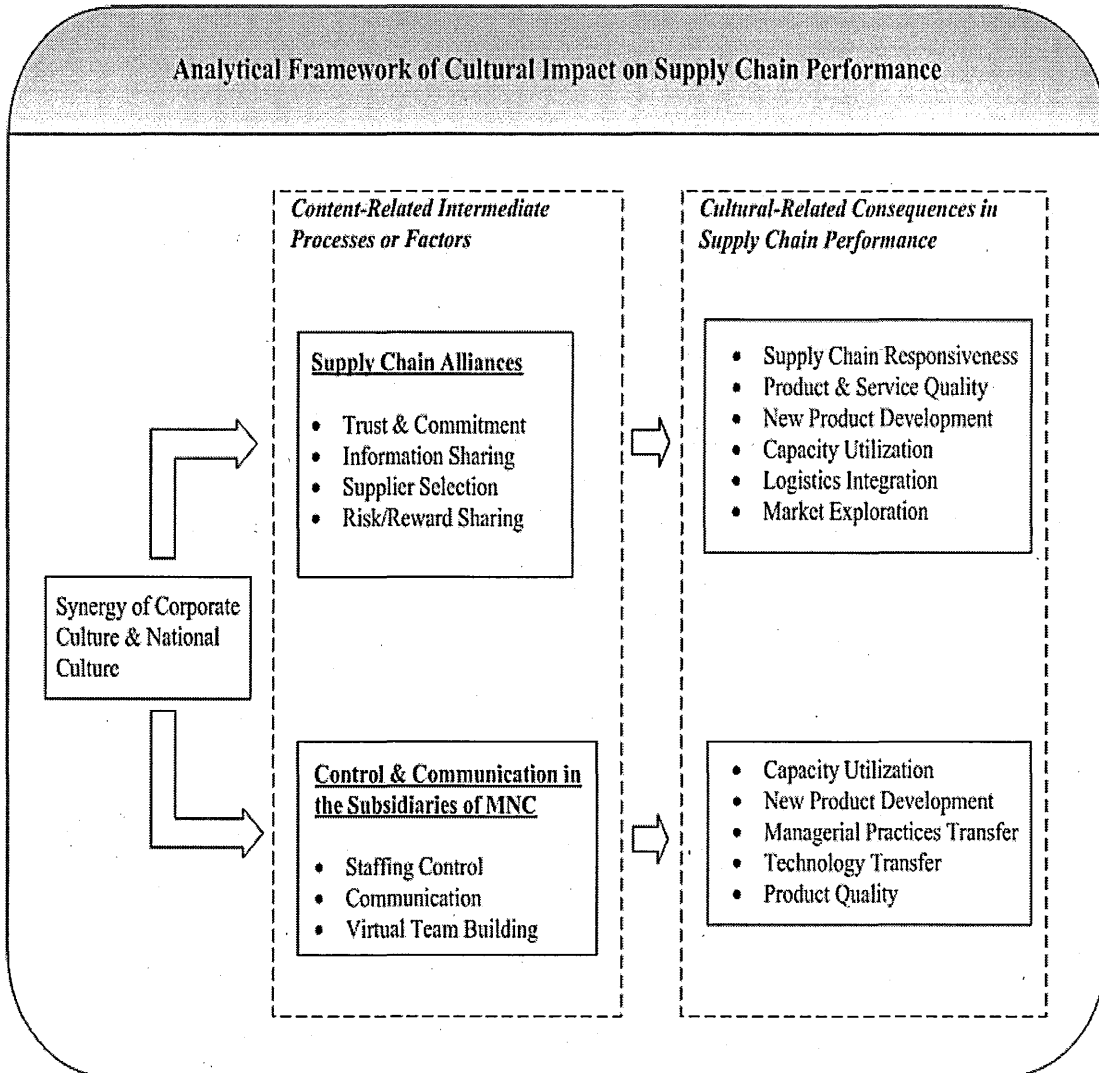 Analytical Framework of Cultural Impact on Supply Chain Performance
Content-Related Intermediate
Processes or Factors
Cultural-Related Consequences in
Supply Chain Performance
Synergy of Corporate
Culture & National
Culture
Supply Chain Alliances
• Trust & Commitment
• Information Sharing
• Supplier Selection
• Risk/Reward Sharing
• Supply Chain Responsiveness
• Product & Service Quality
• New Product Development
• Capacity Utilization
• Logistics Integration
• Market Exploration
Control & Communication in
the Subsidiaries of MNC
• Staffing Control
• Communication
• Virtual Team Building
• Capacity Utilization
• New Product Development
• Managerial Practices Transfer
• Technology Transfer
• Product Quality